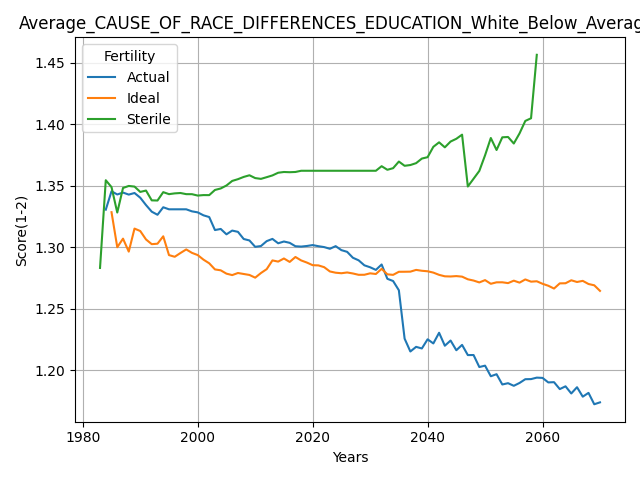 Average_CAUSE_OF_RACE_DIFFERENCES_EDUCATION_White_Below_Averag
Fertility
Actual
Ideal
Sterile
Score(1-2)
1.45
1.40
1.35
1.30
1.25
1.20
1980 2000 2020 2040 2060
Years